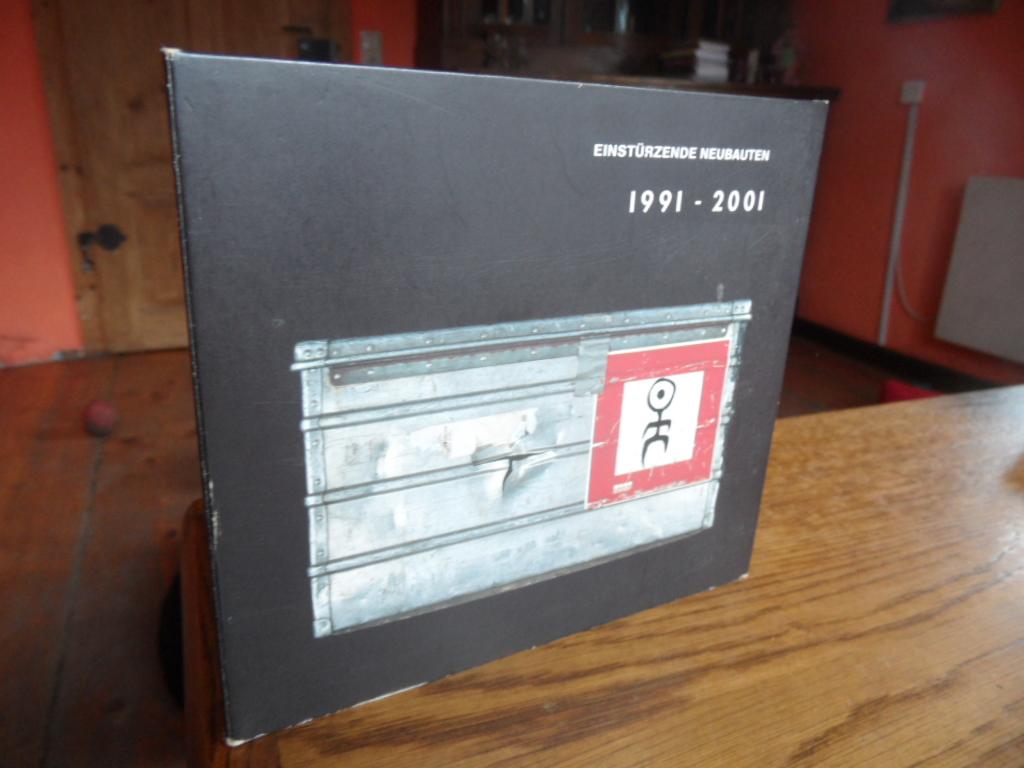 EINSTÜRZENDE NEUBAUTEN
1991 - 2001